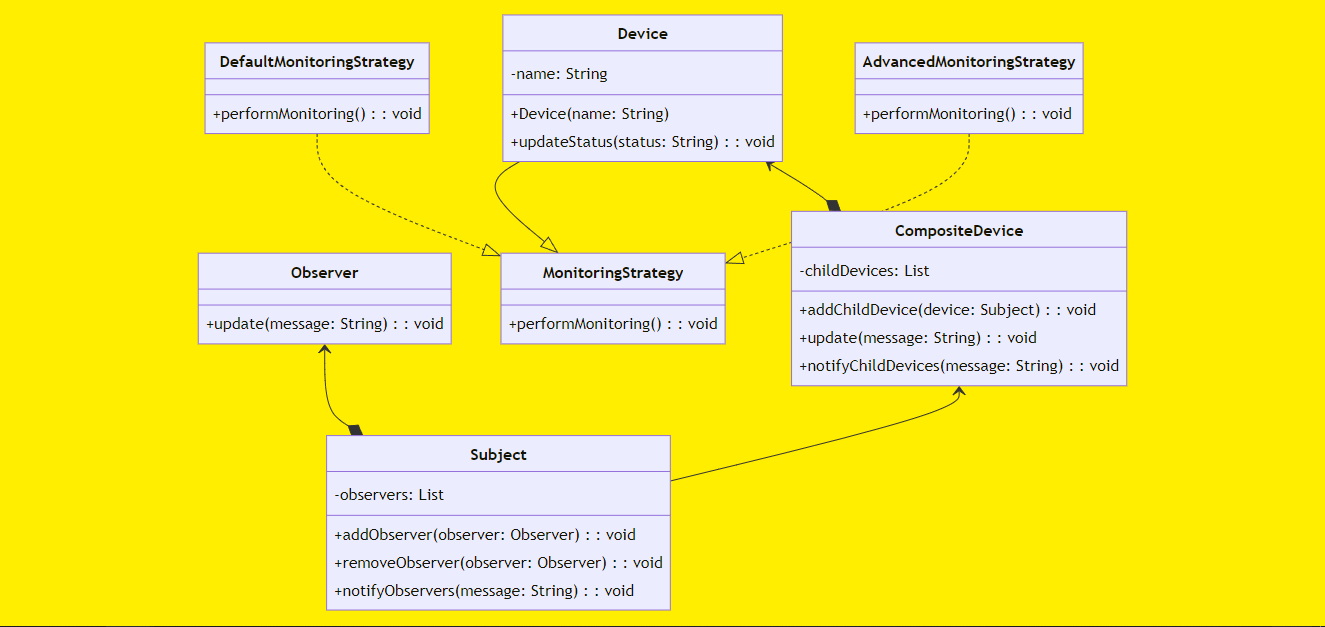 Device
-name: String
+Device(name: String)
+updateStatus(status: String) : : void
DefaultMonitoringStrategy
+performMonitoring() : : void
AdvancedMonitoringStrategy
+performMonitoring() : : void
CompositeDevice
-childDevices: List
+addChildDevice(device: Subject) : : void
+update(message: String) : : void
+notifyChildDevices(message: String) : : void
Observer
+update(message: String) : : void
MonitoringStrategy
+performMonitoring() : : void
Subject
-observers: List
+addObserver(observer: Observer) : : void
+removeObserver(observer: Observer) : : void
+notifyObservers(message: String) : : void